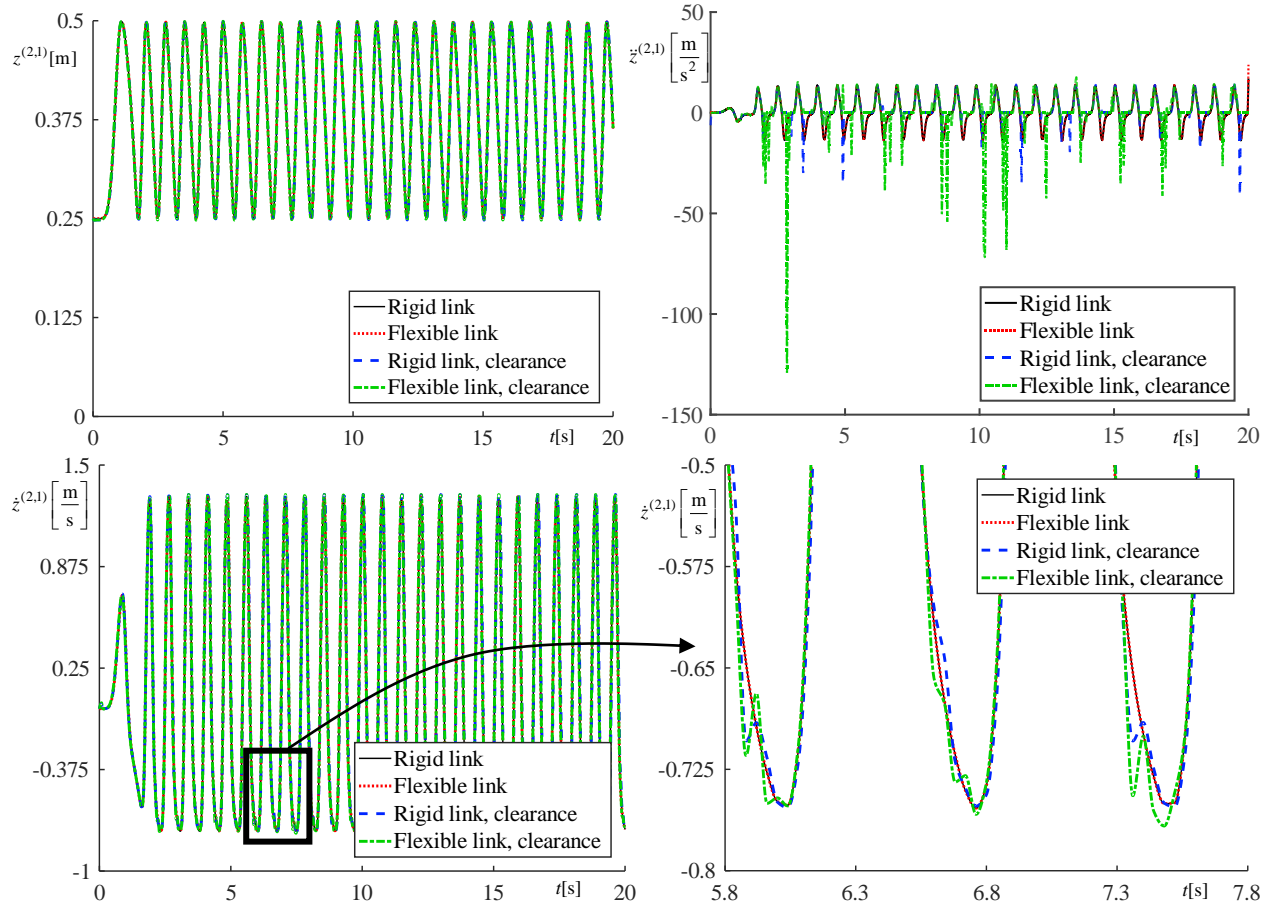 0.5
z^(2,1)[m]
0.375
0.25
0.125
0
0
5
10
15
t[s]
20
Rigid link
Flexible link
Rigid link, clearance
Flexible link, clearance
50
z̈^(2,1)[m/s²]
0
-50
-100
-150
0
5
10
15
t[s]
20
Rigid link
Flexible link
Rigid link, clearance
Flexible link, clearance
1.5
ż^(2,1)[m/s]
0.875
0.25
-0.375
-1
0
5
10
15
t[s]
20
Rigid link
Flexible link
Rigid link, clearance
Flexible link, clearance
-0.5
ż^(2,1)[m/s]
-0.575
-0.65
-0.725
-0.8
5.8
6.3
6.8
7.3
t[s]
7.8
Rigid link
Flexible link
Rigid link, clearance
Flexible link, clearance